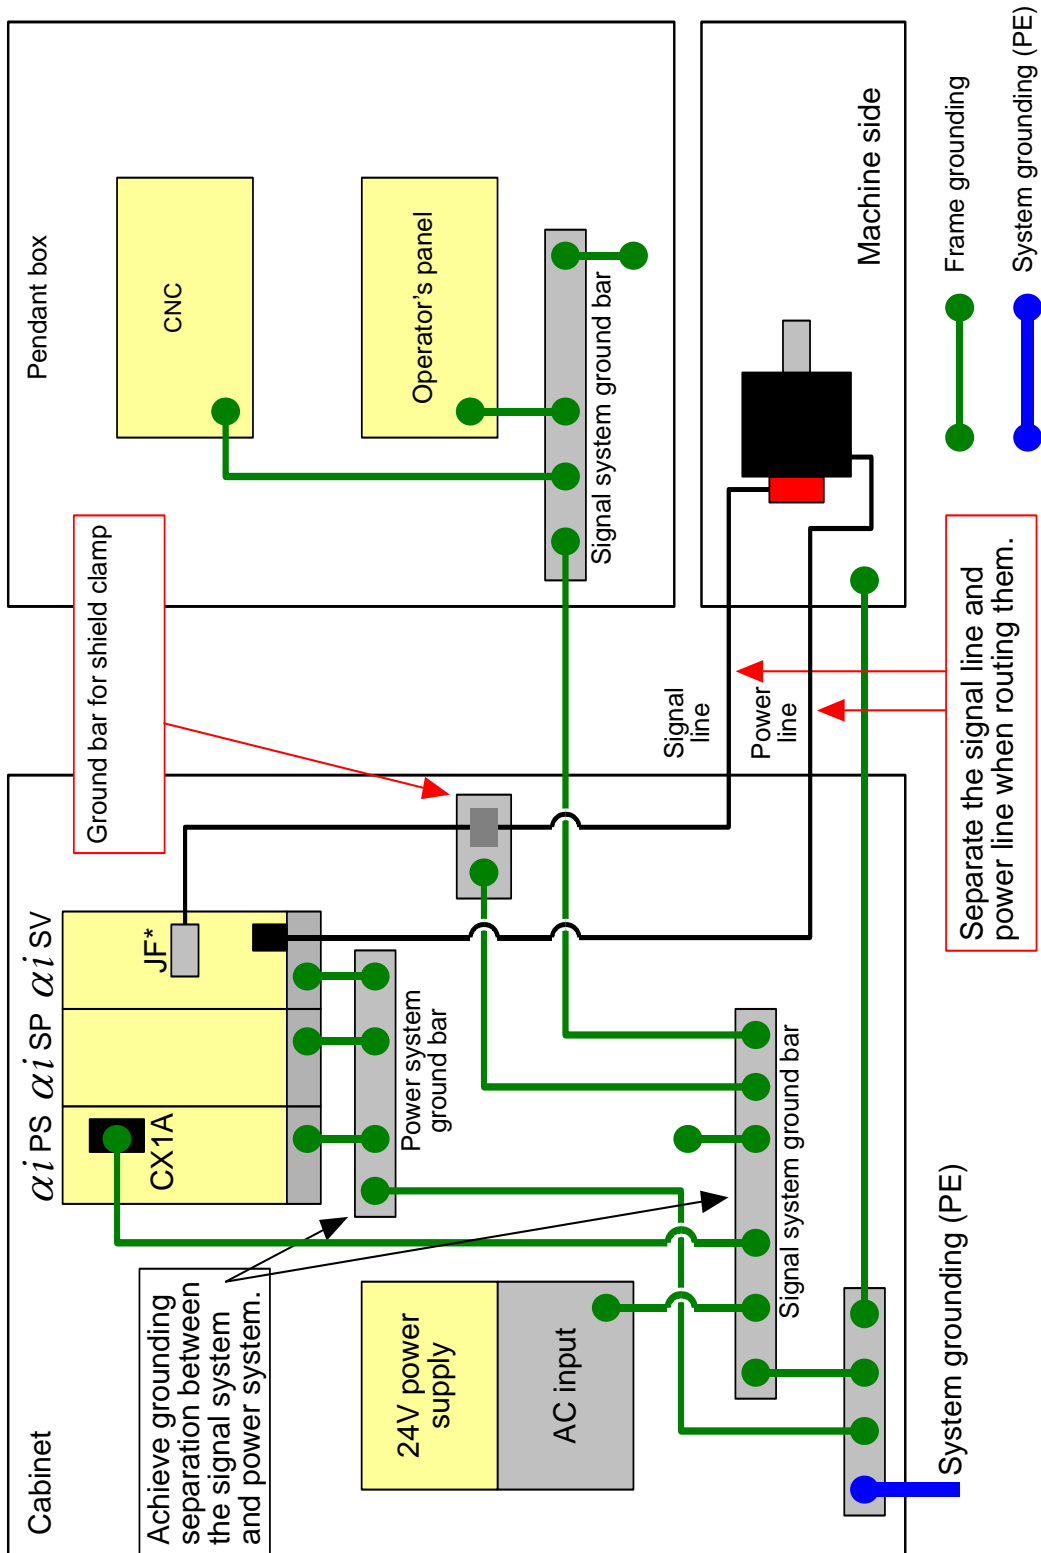 Cabinet
Achieve grounding
separation between
the signal system
and power system.
24V power
supply
AC input
αi PS
αi SP
αi SV
CX1A
JF*
Power system
ground bar
Signal system ground bar
System grounding (PE)
Ground bar for shield clamp
Signal
line
Power
line
Separate the signal line and
power line when routing them.
Pendant box
CNC
Operator's panel
Signal system ground bar
Machine side
Frame grounding
System grounding (PE)